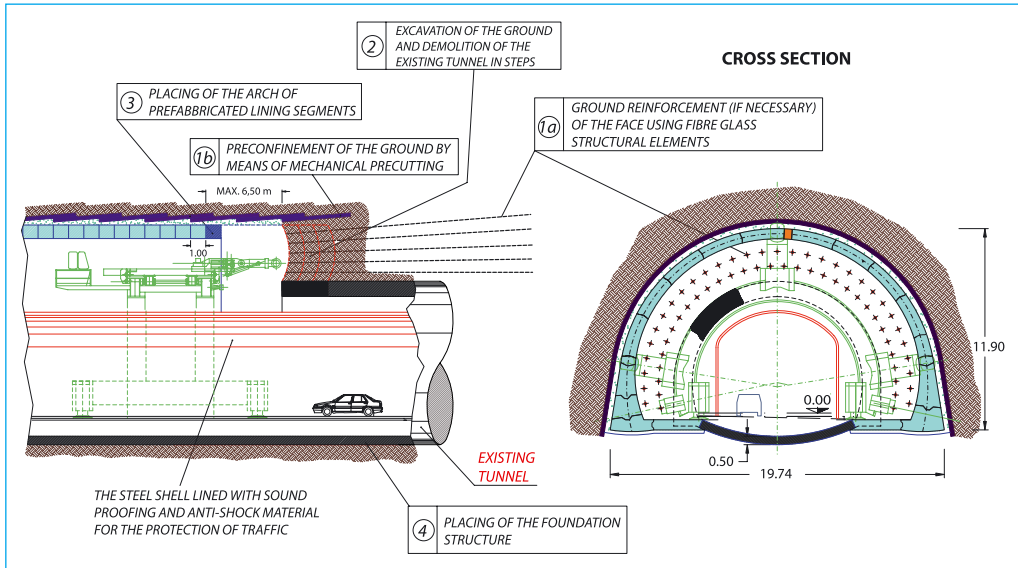 2
EXCAVATION OF THE GROUND
AND DEMOLITION OF THE
EXISTING TUNNEL IN STEPS
CROSS SECTION
3
PLACING OF THE ARCH OF
PREFABBRICATED LINING SEGMENTS
1a
GROUND REINFORCEMENT (IF NECESSARY)
OF THE FACE USING FIBRE GLASS
STRUCTURAL ELEMENTS
1b
PRECONFINEMENT OF THE GROUND BY
MEANS OF MECHANICAL PRECUTTING
MAX. 6,50 m
1.00
11.90
0.00
0.50
19.74
EXISTING
TUNNEL
THE STEEL SHELL LINED WITH SOUND
PROOFING AND ANTI-SHOCK MATERIAL
FOR THE PROTECTION OF TRAFFIC
4
PLACING OF THE FOUNDATION
STRUCTURE